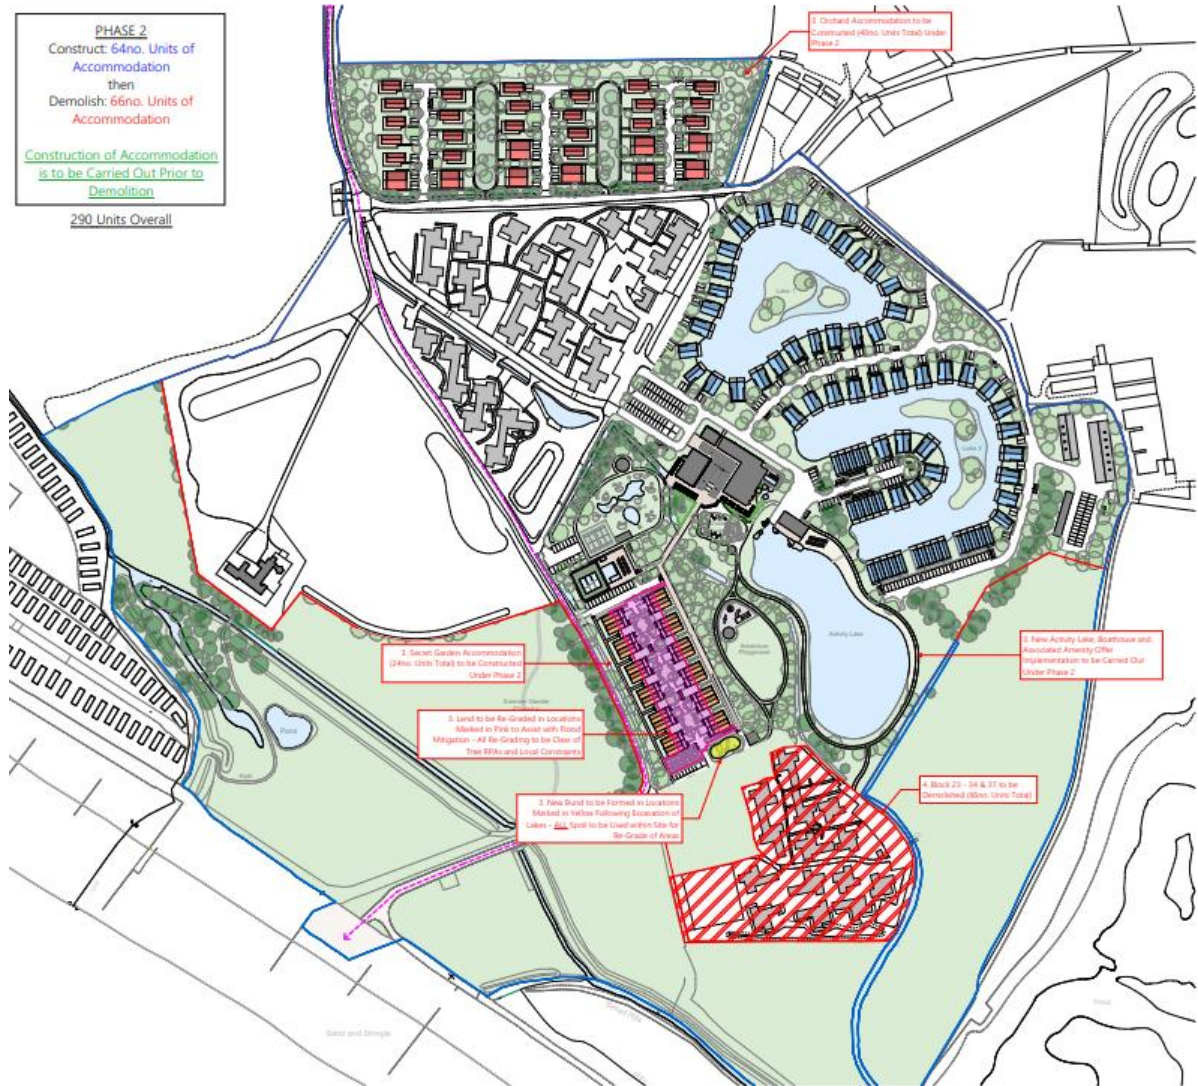 PHASE 2
Construct: 64no. Units of
Accommodation
then
Demolish: 66no. Units of
Accommodation
Construction of Accommodation
is to be Carried Out Prior to
Demolition
290 Units Overall
3. Orchard Accommodation to be
Constructed (40no. Units Total) Under
Phase 2
Lake 1
Lake 2
Activity Lake
Adventure
Playground
3. Secret Garden Accommodation
(24no. Units Total) to be Constructed
Under Phase 2
5. New Activity Lake, Boathouse and
Associated Amenity Offer
Implementation to be Carried Out
Under Phase 2
3. Land to be Re-Graded in Locations
Marked in Pink to Assist with Flood
Mitigation - All Re-Grading to be Clear of
Tree RPAs and Local Constraints
Pond
4. Block 23 - 34 & 37 to be
Demolished (66no. Units Total)
3. New Bund to be Formed in Locations
Marked in Yellow Following Excavation of
Lakes - ALL Spoil to be Used within Site for
Re-Grade of Areas
Sand and Shingle
Pond